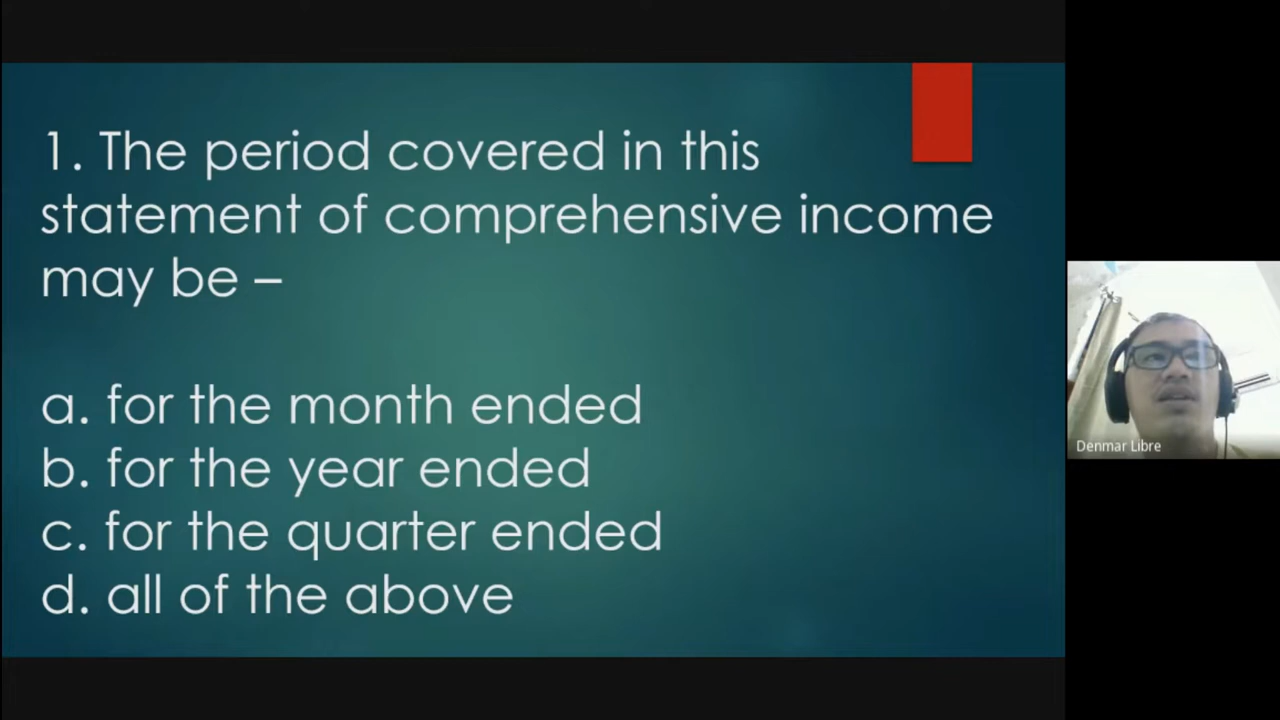 1. The period covered in this
statement of comprehensive income
may be –
a. for the month ended
b. for the year ended
c. for the quarter ended
d. all of the above
Denmar Libre